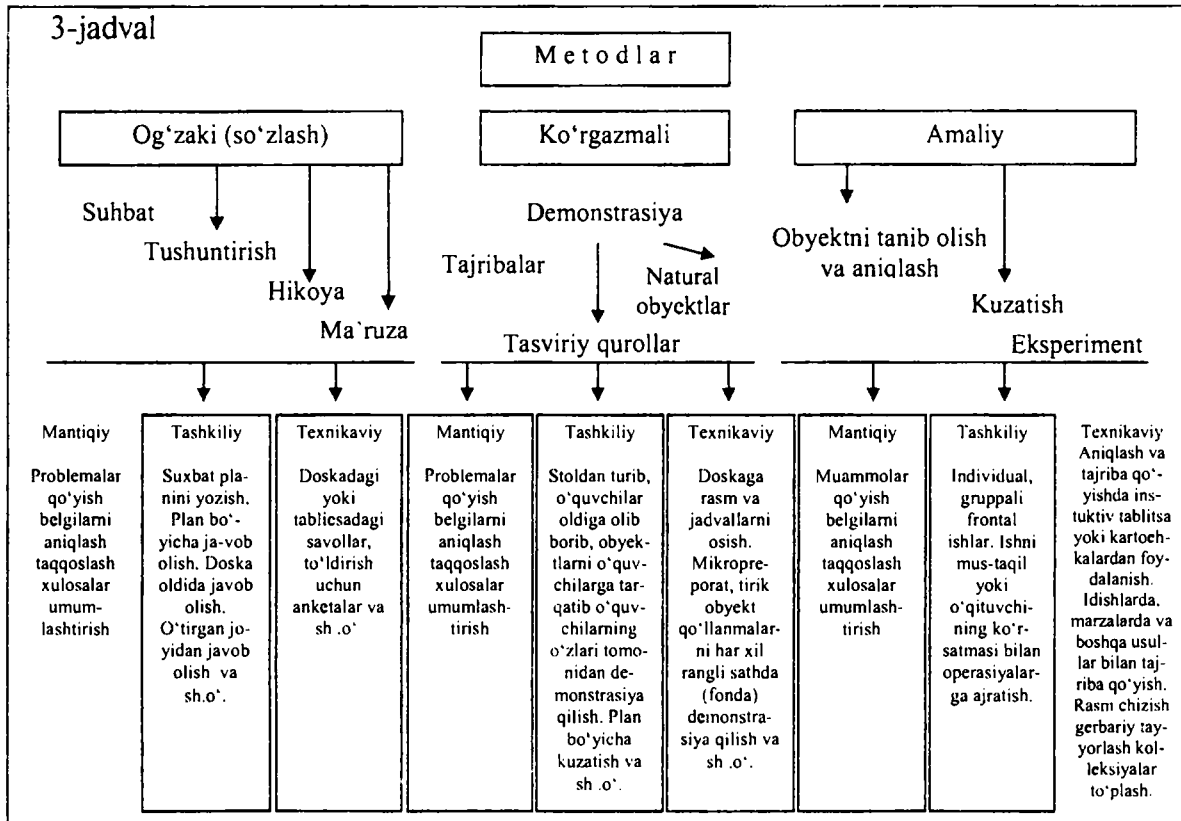 3-jadval
Metodlar
Og‘zaki (so‘zlash)
Ko‘rgazmali
Amaliy
Suhbat
Tushuntirish
Hikoya
Ma`ruza
Demonstrasiya
Tajribalar
Natural
obyektlar
Tasviriy qurollar
Obyektni tanib olish
va aniqlash
Kuzatish
Eksperiment
Mantiqiy
Problemalar
qo‘yish
belgilarni
aniqlash
taqqoslash
xulosalar
umum-
lashtirish
Tashkiliy
Suxbat pla-
nini yozish.
Plan bo‘-
yicha ja-vob
olish. Doska
oldida javob
olish.
O‘tirgan jo-
yidan javob
olish va
sh.o‘.
Texnikaviy
Doskadagi
yoki
tablicsadagi
savollar,
to‘ldirish
uchun
anketalar va
sh .o‘
Mantiqiy
Problemalar
qo‘yish
belgilarni
aniqlash
taqqoslash
xulosalar
umumlash-
tirish
Tashkiliy
Stoldan turib,
o‘quvchilar
oldiga olib
borib, obyek-
tlarni o‘quv-
chilarga tar-
qatib o‘quv-
chilarning
o‘zlari tomo-
nidan de-
monstrasiya
qilish. Plan
bo‘yicha
kuzatish va
sh .o‘.
Texnikaviy
Doskaga
rasm va
jadvallarni
osish.
Mikropre-
porat, tirik
obyekt
qo‘llanmalar-
ni har xil
rangli sathda
(fonda)
demonstra-
siya qilish va
sh .o‘.
Mantiqiy
Muammolar
qo‘yish
belgilarni
aniqlash
taqqoslash
xulosalar
umumlash-
tirish
Tashkiliy
Individual,
gruppali
frontal
ishlar. Ishni
mus-taqil
yoki
o‘qituvchi-
ning ko‘r-
satmasi bilan
operasiyalar-
ga ajratish.
Texnikaviy
Aniqlash va
tajriba qo‘-
yishda ins-
tuktiv tablitsa
yoki kartoch-
kalardan foy-
dalanish.
Idishlarda,
marzalarda va
boshqa usul-
lar bilan taj-
riba qo‘yish.
Rasm chizish
gerbariy tay-
yorlash kol-
leksiyalar
to‘plash.